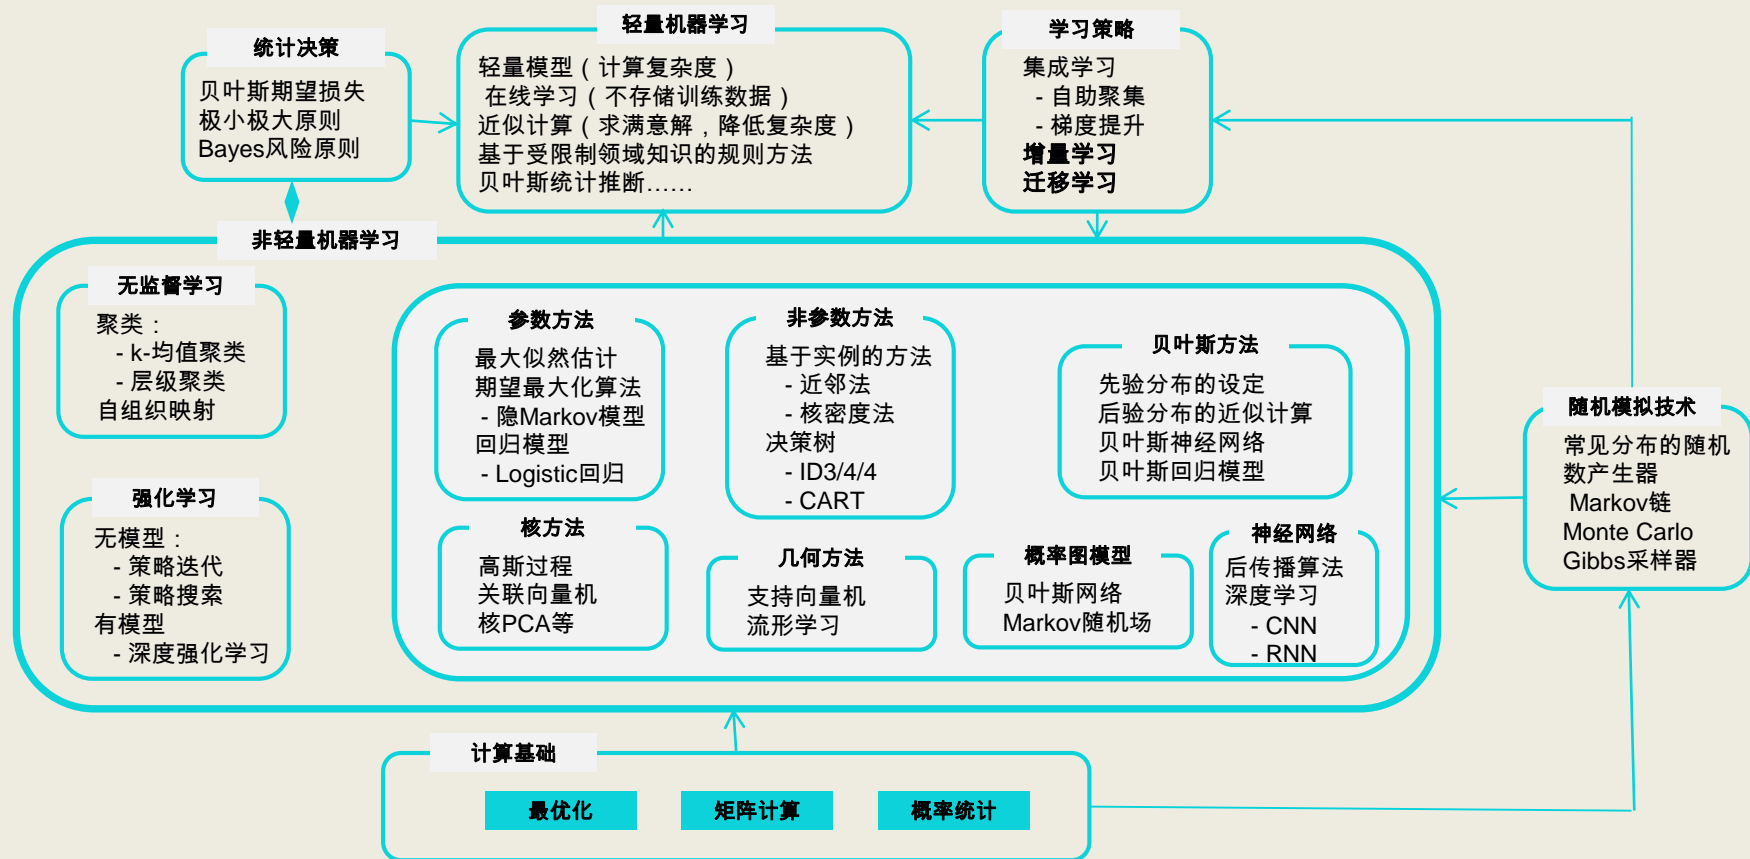 统计决策
贝叶斯期望损失
极小极大原则
Bayes风险原则
轻量机器学习
轻量模型（计算复杂度）
在线学习（不存储训练数据）
近似计算（求满意解，降低复杂度）
基于受限制领域知识的规则方法
贝叶斯统计推断……
学习策略
集成学习
- 自助聚集
- 梯度提升
增量学习
迁移学习
非轻量机器学习
无监督学习
聚类：
- k-均值聚类
- 层级聚类
自组织映射
强化学习
无模型：
- 策略迭代
- 策略搜索
有模型
- 深度强化学习
参数方法
最大似然估计
期望最大化算法
- 隐Markov模型
回归模型
- Logistic回归
非参数方法
基于实例的方法
- 近邻法
- 核密度法
决策树
- ID3/4/4
- CART
贝叶斯方法
先验分布的设定
后验分布的近似计算
贝叶斯神经网络
贝叶斯回归模型
核方法
高斯过程
关联向量机
核PCA等
几何方法
支持向量机
流形学习
概率图模型
贝叶斯网络
Markov随机场
神经网络
后传播算法
深度学习
- CNN
- RNN
随机模拟技术
常见分布的随机
数产生器
Markov链
Monte Carlo
Gibbs采样器
计算基础
最优化
矩阵计算
概率统计